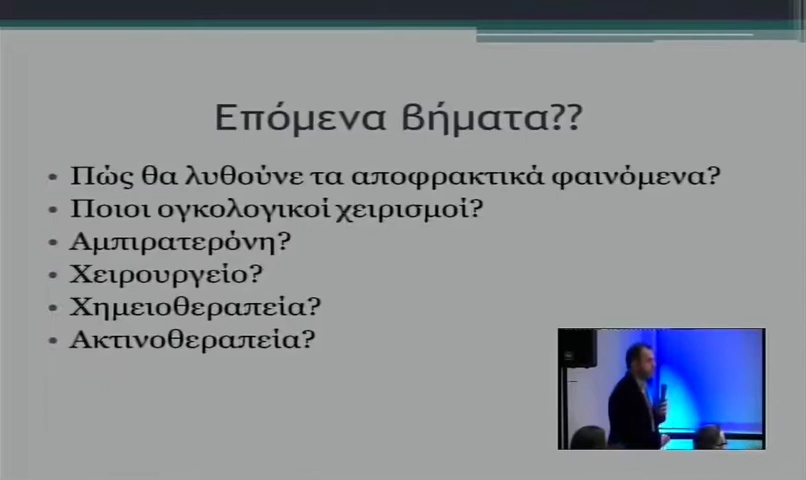 Επόμενα βήματα??
• Πώς θα λυθούνε τα αποφρακτικά φαινόμενα?
• Ποιοι ογκολογικοί χειρισμοί?
• Αμπιρατερόνη?
• Χειρουργείο?
• Χημειοθεραπεία?
• Ακτινοθεραπεία?